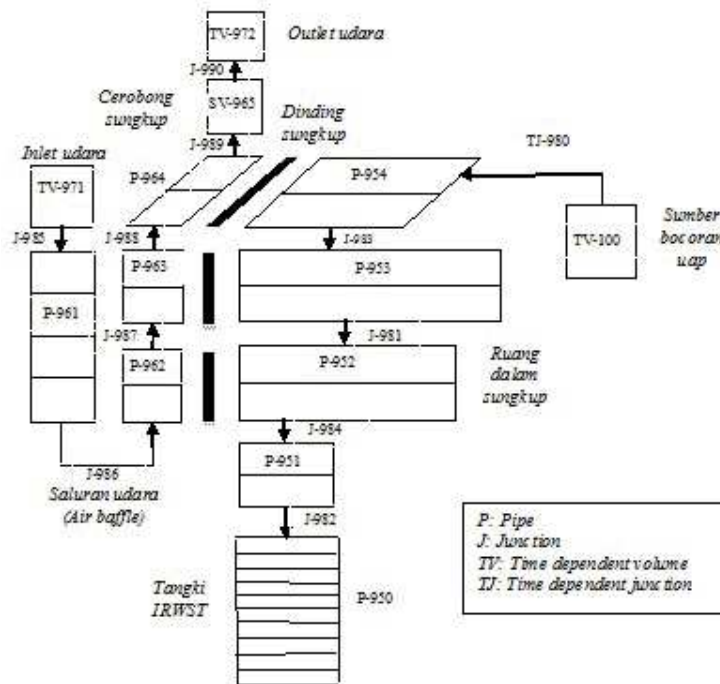 TV-972
Outlet udara
J-990
Cerobong
sungkup
SV-965
Dinding
sungkup
J-989
TJ-980
Inlet udara
P-964
P-954
TV-971
J-985
J-988
J-983
TV-100
Sumber
bocoran
uap
P-963
P-953
P-961
J-987
J-981
P-962
P-952
Ruang
dalam
sungkup
J-984
P-951
J-986
Saluran udara
(Air baffle)
J-982
P: Pipe
J: Junction
TV: Time dependent volume
TJ: Time dependent junction
Tangki
IRWST
P-950